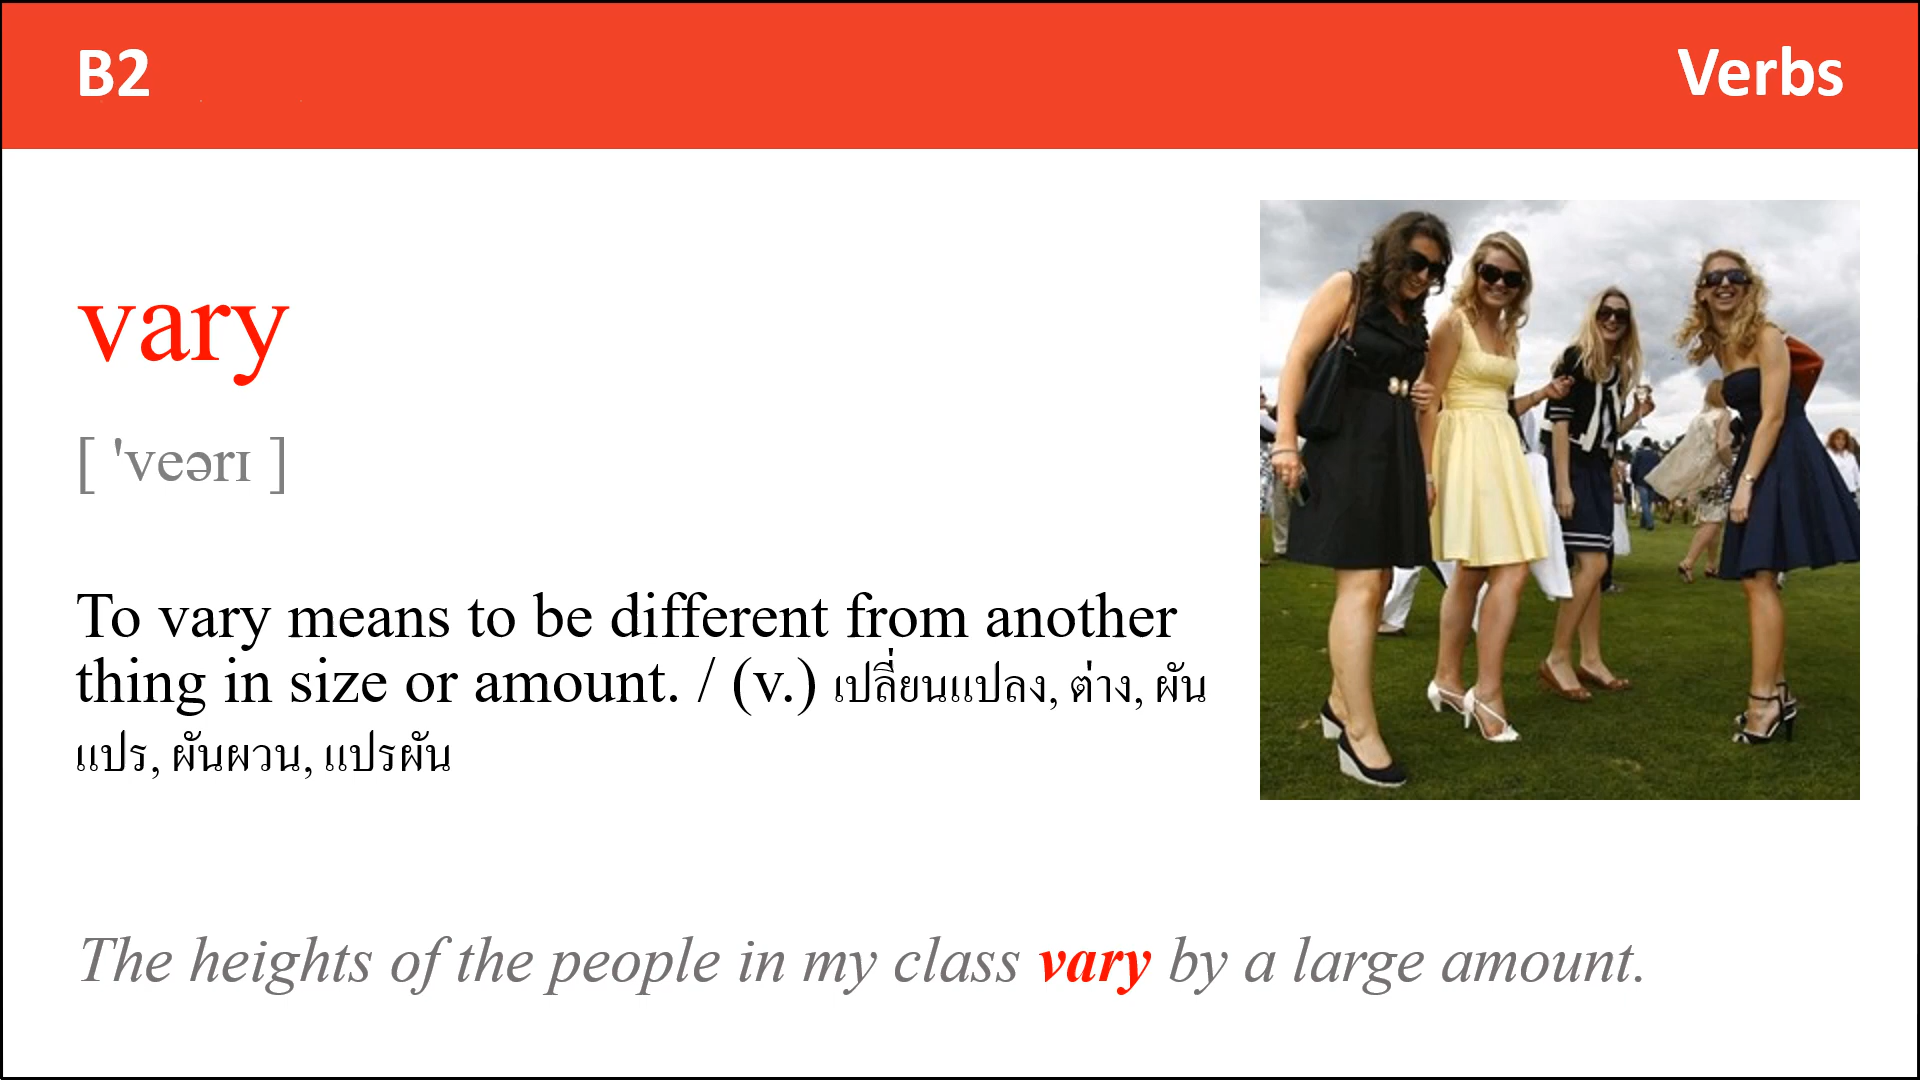 B2
Verbs
vary
[ 'veərɪ ]
To vary means to be different from another
thing in size or amount. / (v.) เปลี่ยนแปลง, ต่าง, ผัน
แปร, ผันผวน, แปรผัน
The heights of the people in my class vary by a large amount.